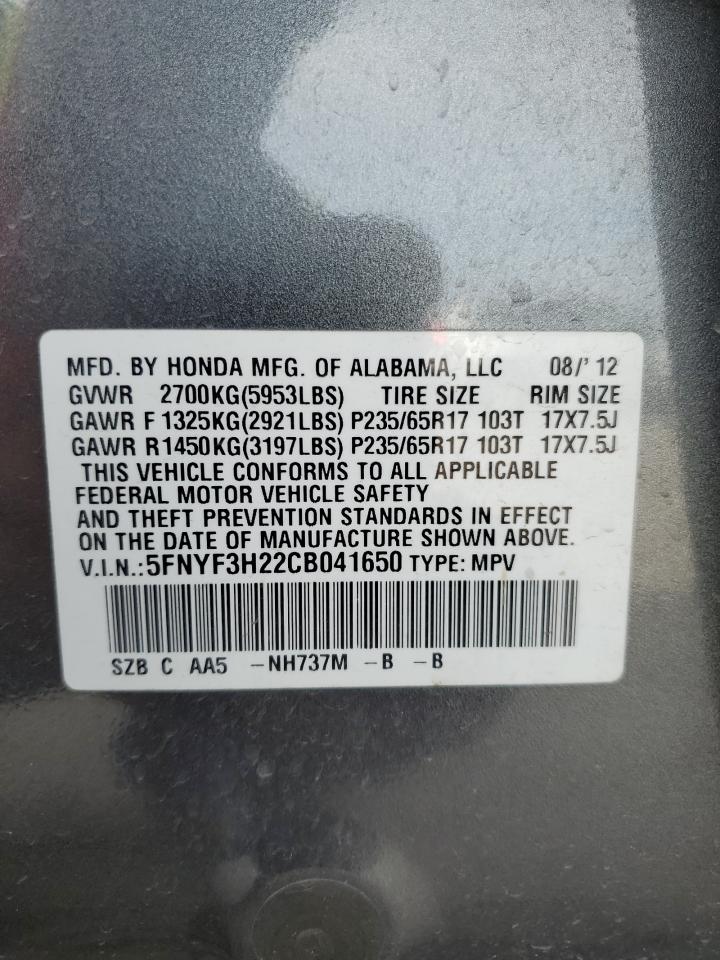 MFD. BY HONDA MFG. OF ALABAMA, LLC 08/'12
GVWR 2700KG(5953LBS) TIRE SIZE RIM SIZE
GAWR F 1325KG(2921LBS) P235/65R17 103T 17X7.5J
GAWR R1450KG(3197LBS) P235/65R17 103T 17X7.5J
THIS VEHICLE CONFORMS TO ALL APPLICABLE
FEDERAL MOTOR VEHICLE SAFETY
AND THEFT PREVENTION STANDARDS IN EFFECT
ON THE DATE OF MANUFACTURE SHOWN ABOVE.
V.I.N.:5FNYF3H22CB041650 TYPE: MPV
SZB C AA5 -NH737M -B -B